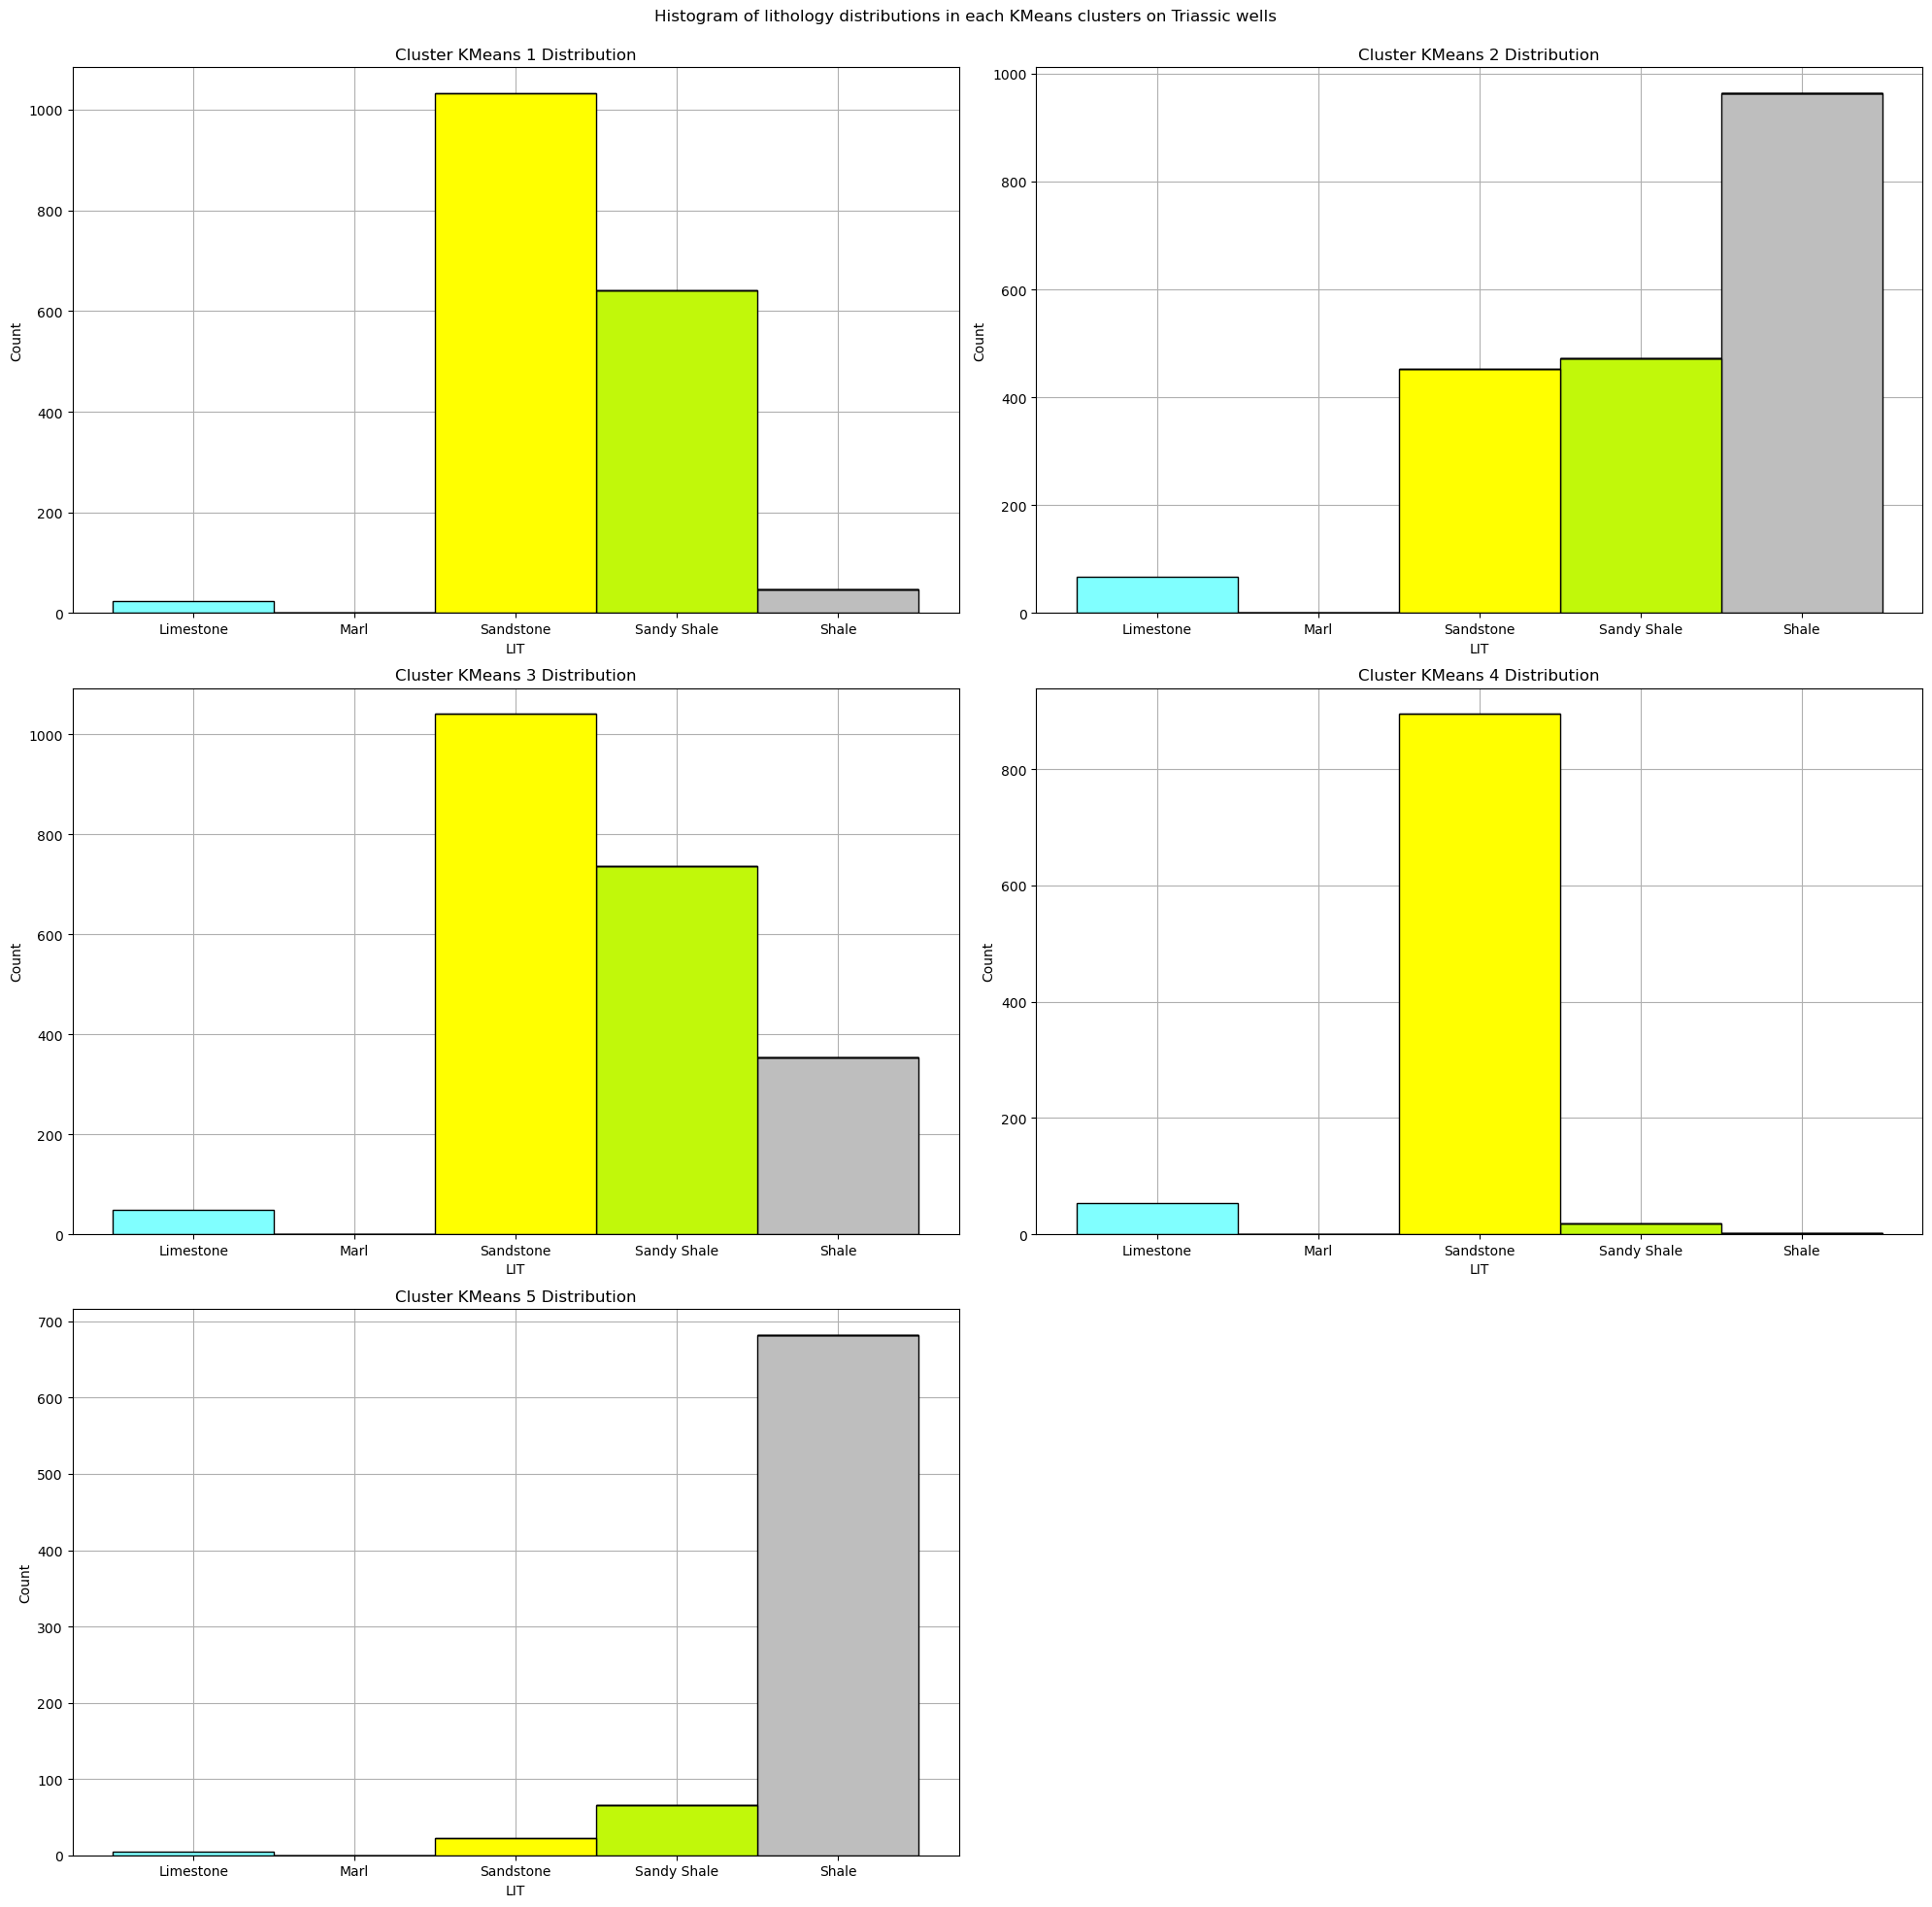 Histogram of lithology distributions in each KMeans clusters on Triassic wells
Cluster KMeans 1 Distribution
1000
800
600
400
200
0
Count
Limestone Marl Sandstone Sandy Shale Shale
LIT
Cluster KMeans 2 Distribution
1000
800
600
400
200
0
Count
Limestone Marl Sandstone Sandy Shale Shale
LIT
Cluster KMeans 3 Distribution
1000
800
600
400
200
0
Count
Limestone Marl Sandstone Sandy Shale Shale
LIT
Cluster KMeans 4 Distribution
800
600
400
200
0
Count
Limestone Marl Sandstone Sandy Shale Shale
LIT
Cluster KMeans 5 Distribution
700
600
500
400
300
200
100
0
Count
Limestone Marl Sandstone Sandy Shale Shale
LIT